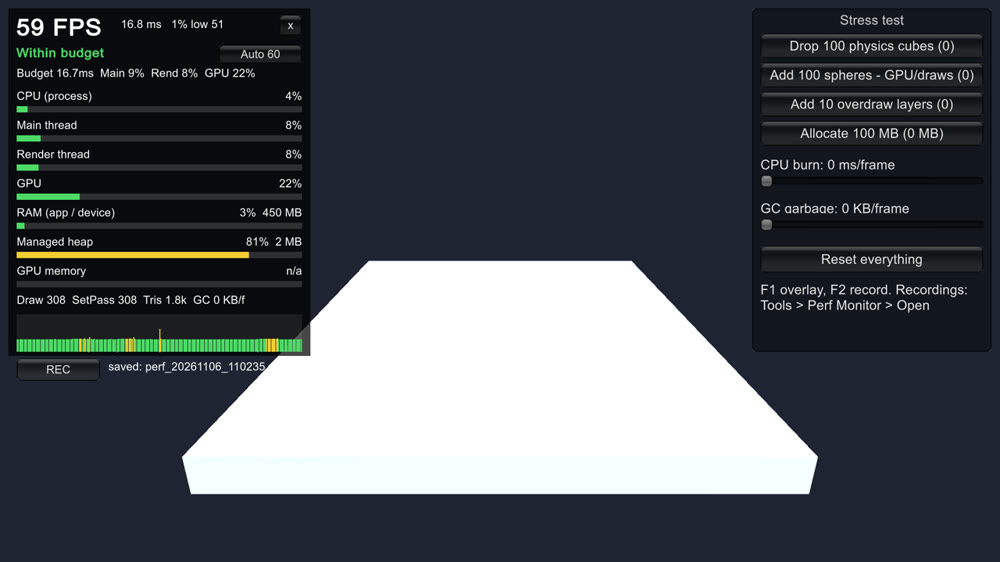 59 FPS 16.8 ms 1% low 51 x
Within budget Auto 60
Budget 16.7ms Main 9% Rend 8% GPU 22%
CPU (process) 4%
Main thread 8%
Render thread 8%
GPU 22%
RAM (app / device) 3% 450 MB
Managed heap 81% 2 MB
GPU memory n/a
Draw 308 SetPass 308 Tris 1.8k GC 0 KB/f
REC saved: perf_20261106_110235
Stress test
Drop 100 physics cubes (0)
Add 100 spheres - GPU/draws (0)
Add 10 overdraw layers (0)
Allocate 100 MB (0 MB)
CPU burn: 0 ms/frame
GC garbage: 0 KB/frame
Reset everything
F1 overlay, F2 record. Recordings:
Tools > Perf Monitor > Open